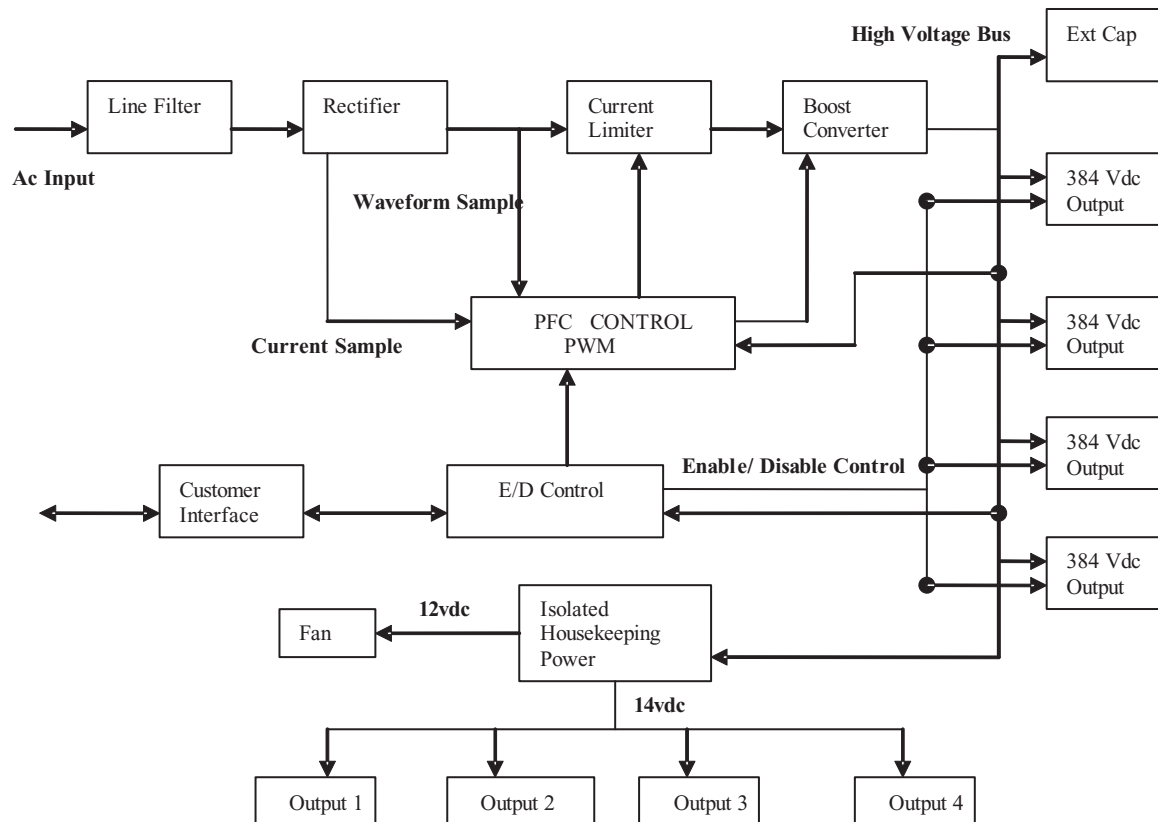 High Voltage Bus
Ext Cap
Line Filter
Rectifier
Current
Limiter
Boost
Converter
Ac Input
Waveform Sample
384 Vdc
Output
PFC CONTROL
PWM
Current Sample
384 Vdc
Output
Enable/ Disable Control
384 Vdc
Output
Customer
Interface
E/D Control
384 Vdc
Output
12vdc
Fan
Isolated
Housekeeping
Power
14vdc
Output 1
Output 2
Output 3
Output 4